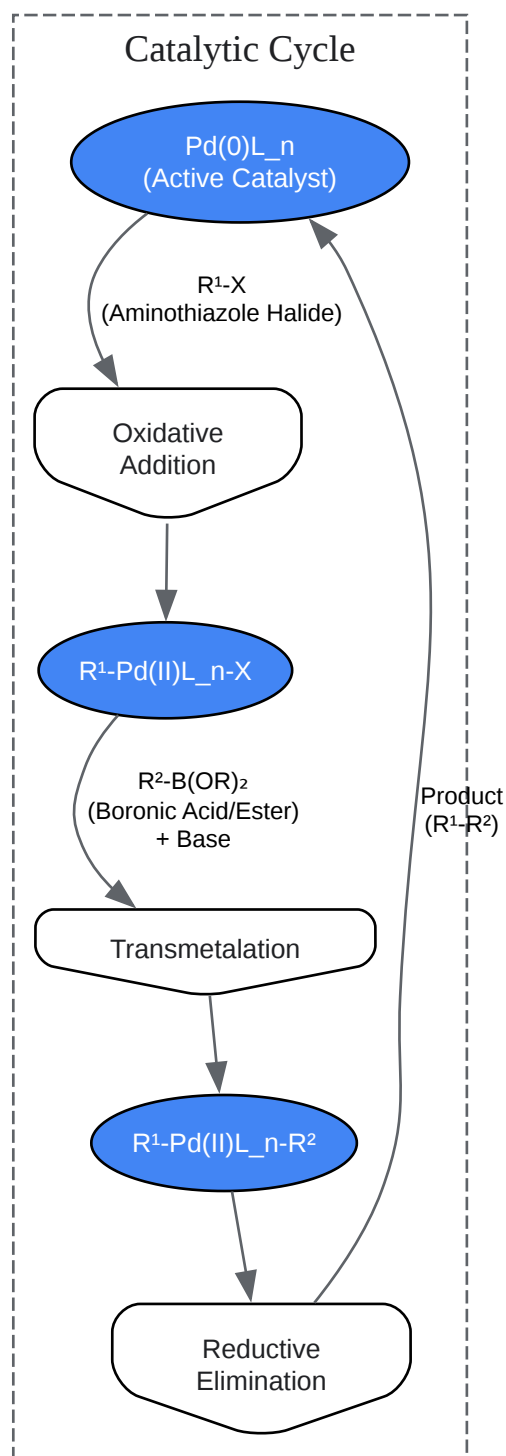 Catalytic Cycle
Pd(0)L_n
(Active Catalyst)
R¹-X
(Aminothiazole Halide)
Oxidative
Addition
R¹-Pd(II)L_n-X
R²-B(OR)₂
(Boronic Acid/Ester)
+ Base
Product
(R¹-R²)
Transmetalation
R¹-Pd(II)L_n-R²
Reductive
Elimination